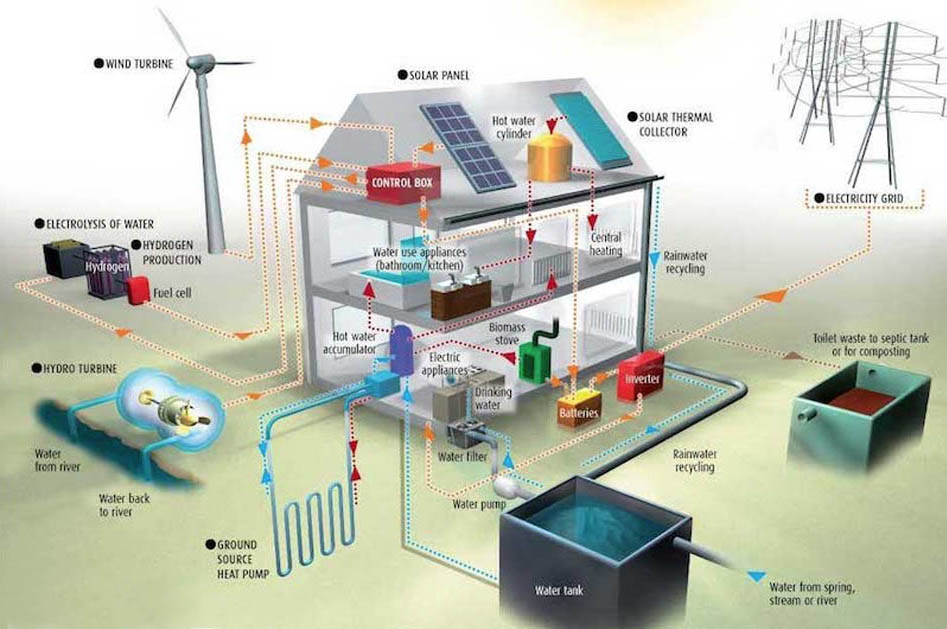 WIND TURBINE
SOLAR PANEL
Hot water
cylinder
SOLAR THERMAL
COLLECTOR
CONTROL BOX
ELECTRICITY GRID
ELECTROLYSIS OF WATER
HYDROGEN
PRODUCTION
Hydrogen
Fuel cell
Water use appliances
(bathroom/kitchen)
Central
heating
Rainwater
recycling
Hot water
accumulator
Biomass
stove
Electric
appliances
Drinking
water
Inverter
Batteries
Toilet waste to septic tank
or for composting
HYDRO TURBINE
Water
from river
Water back
to river
Water filter
Rainwater
recycling
Water pump
GROUND
SOURCE
HEAT PUMP
Water tank
Water from spring,
stream or river